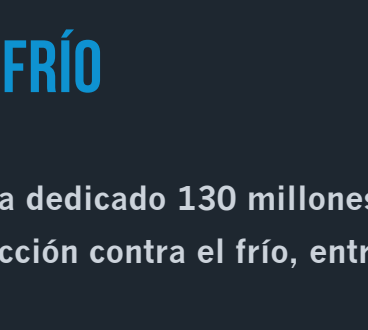 FRÍO
a dedicado 130 millones
cción contra el frío, entr